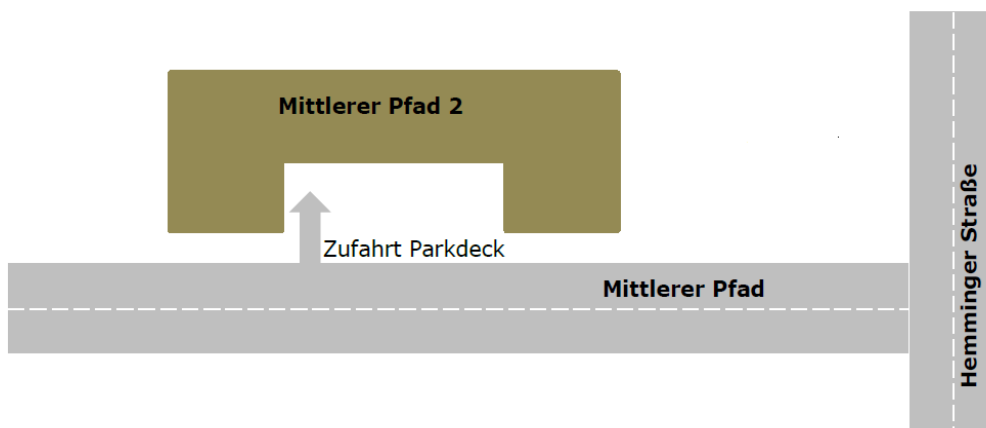 Mittlerer Pfad 2
Zufahrt Parkdeck
Mittlerer Pfad
Hemminger Straße